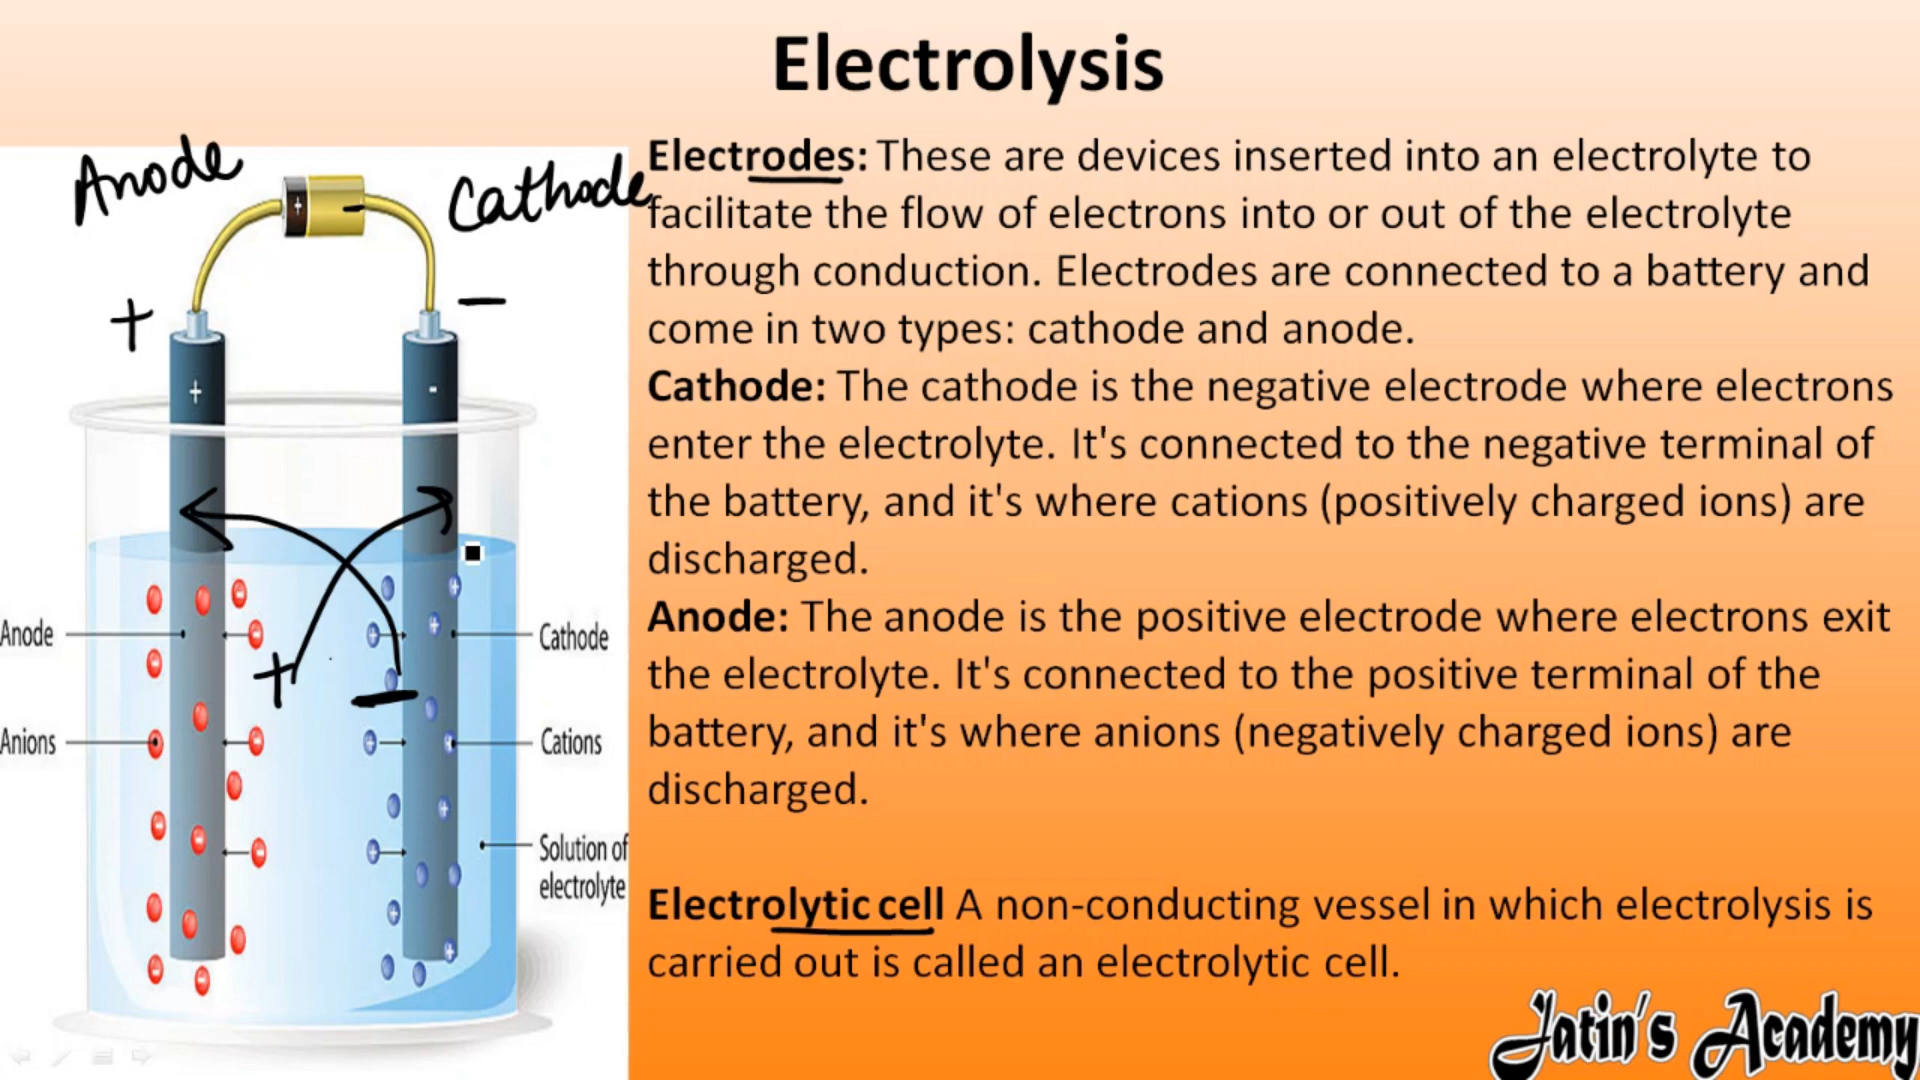 Electrolysis
Anode
Cathode
+
-
+
-
+
-
Anode
Anions
+
-
Cathode
Cations
Solution of
electrolyte
Electrodes: These are devices inserted into an electrolyte to
facilitate the flow of electrons into or out of the electrolyte
through conduction. Electrodes are connected to a battery and
come in two types: cathode and anode.
Cathode: The cathode is the negative electrode where electrons
enter the electrolyte. It's connected to the negative terminal of
the battery, and it's where cations (positively charged ions) are
discharged.
Anode: The anode is the positive electrode where electrons exit
the electrolyte. It's connected to the positive terminal of the
battery, and it's where anions (negatively charged ions) are
discharged.
Electrolytic cell A non-conducting vessel in which electrolysis is
carried out is called an electrolytic cell.
Jatin's Academy